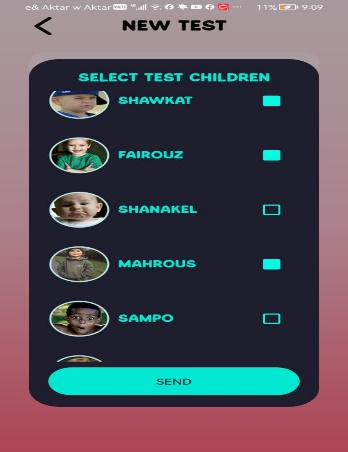 e& Aktar w Aktar 11% 9:09
NEW TEST
SELECT TEST CHILDREN
SHAWKAT
FAIROUZ
SHANAKEL
MAHROUS
SAMPO
SEND